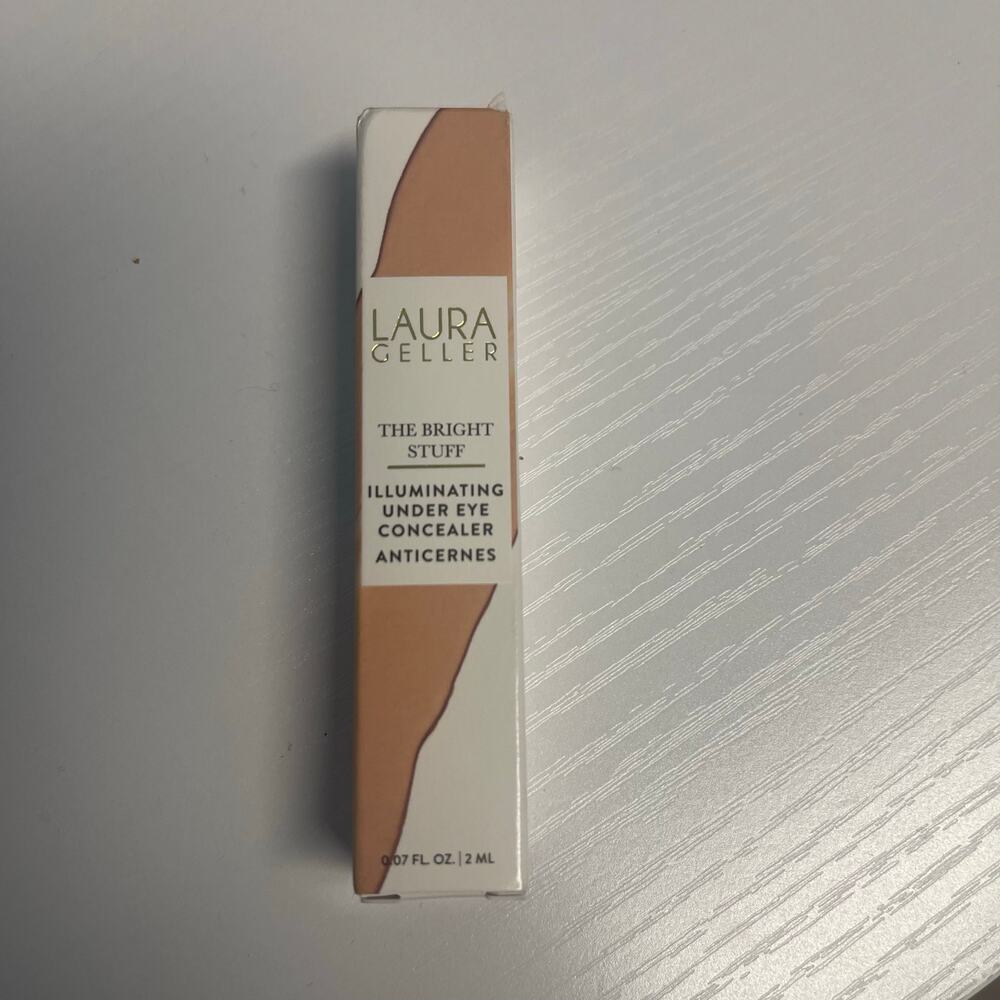 LAURA
GELLER
THE BRIGHT
STUFF
ILLUMINATING
UNDER EYE
CONCEALER
ANTICERNES
0.07 FL. OZ. | 2 ML